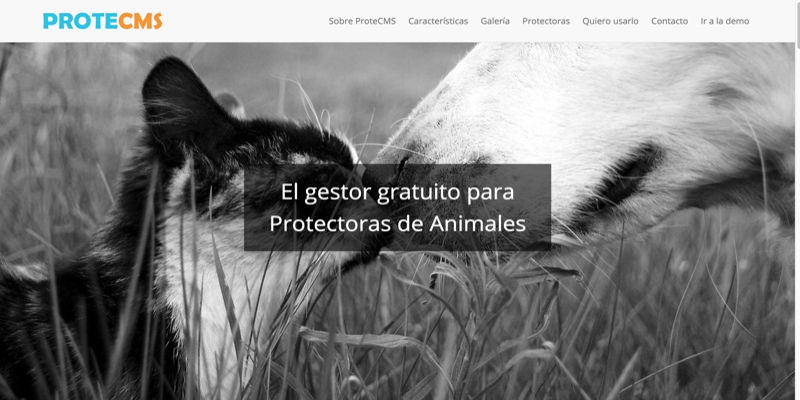 PROTECMS
Sobre ProteCMS Características Galería Protectoras Quiero usarlo Contacto Ir a la demo
El gestor gratuito para
Protectoras de Animales